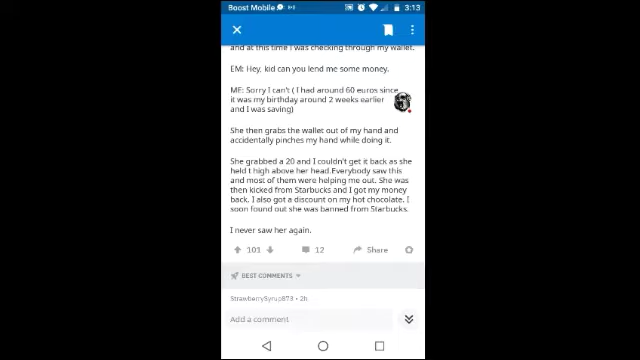 Boost Mobile 3:13
and at this time I was checking through my wallet.
EM: Hey, kid can you lend me some money.
ME: Sorry I can't ( I had around 60 euros since
it was my birthday around 2 weeks earlier
and I was saving)
She then grabs the wallet out of my hand and
accidentally pinches my hand while doing it.
She grabbed a 20 and I couldn't get it back as she
held t high above her head.Everybody saw this
and most of them were helping me out. She was
then kicked from Starbucks and I got my money
back. I also got a discount on my hot chocolate. I
soon found out she was banned from Starbucks.
I never saw her again.
101 12 Share
BEST COMMENTS
StrawberrySyrup873 • 2h
Add a comment